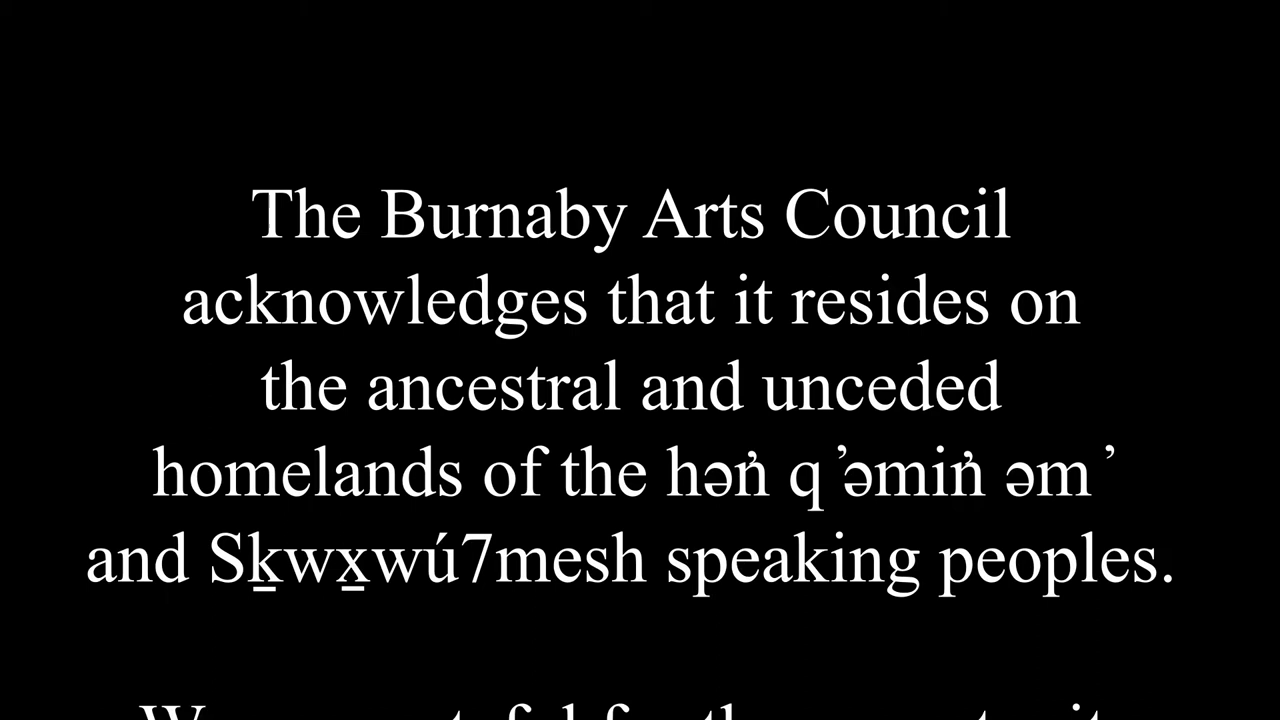 The Burnaby Arts Council
acknowledges that it resides on
the ancestral and unceded
homelands of the hən̓ q ̓əmin̓ əm ̓
and Sḵwx̱wú7mesh speaking peoples.